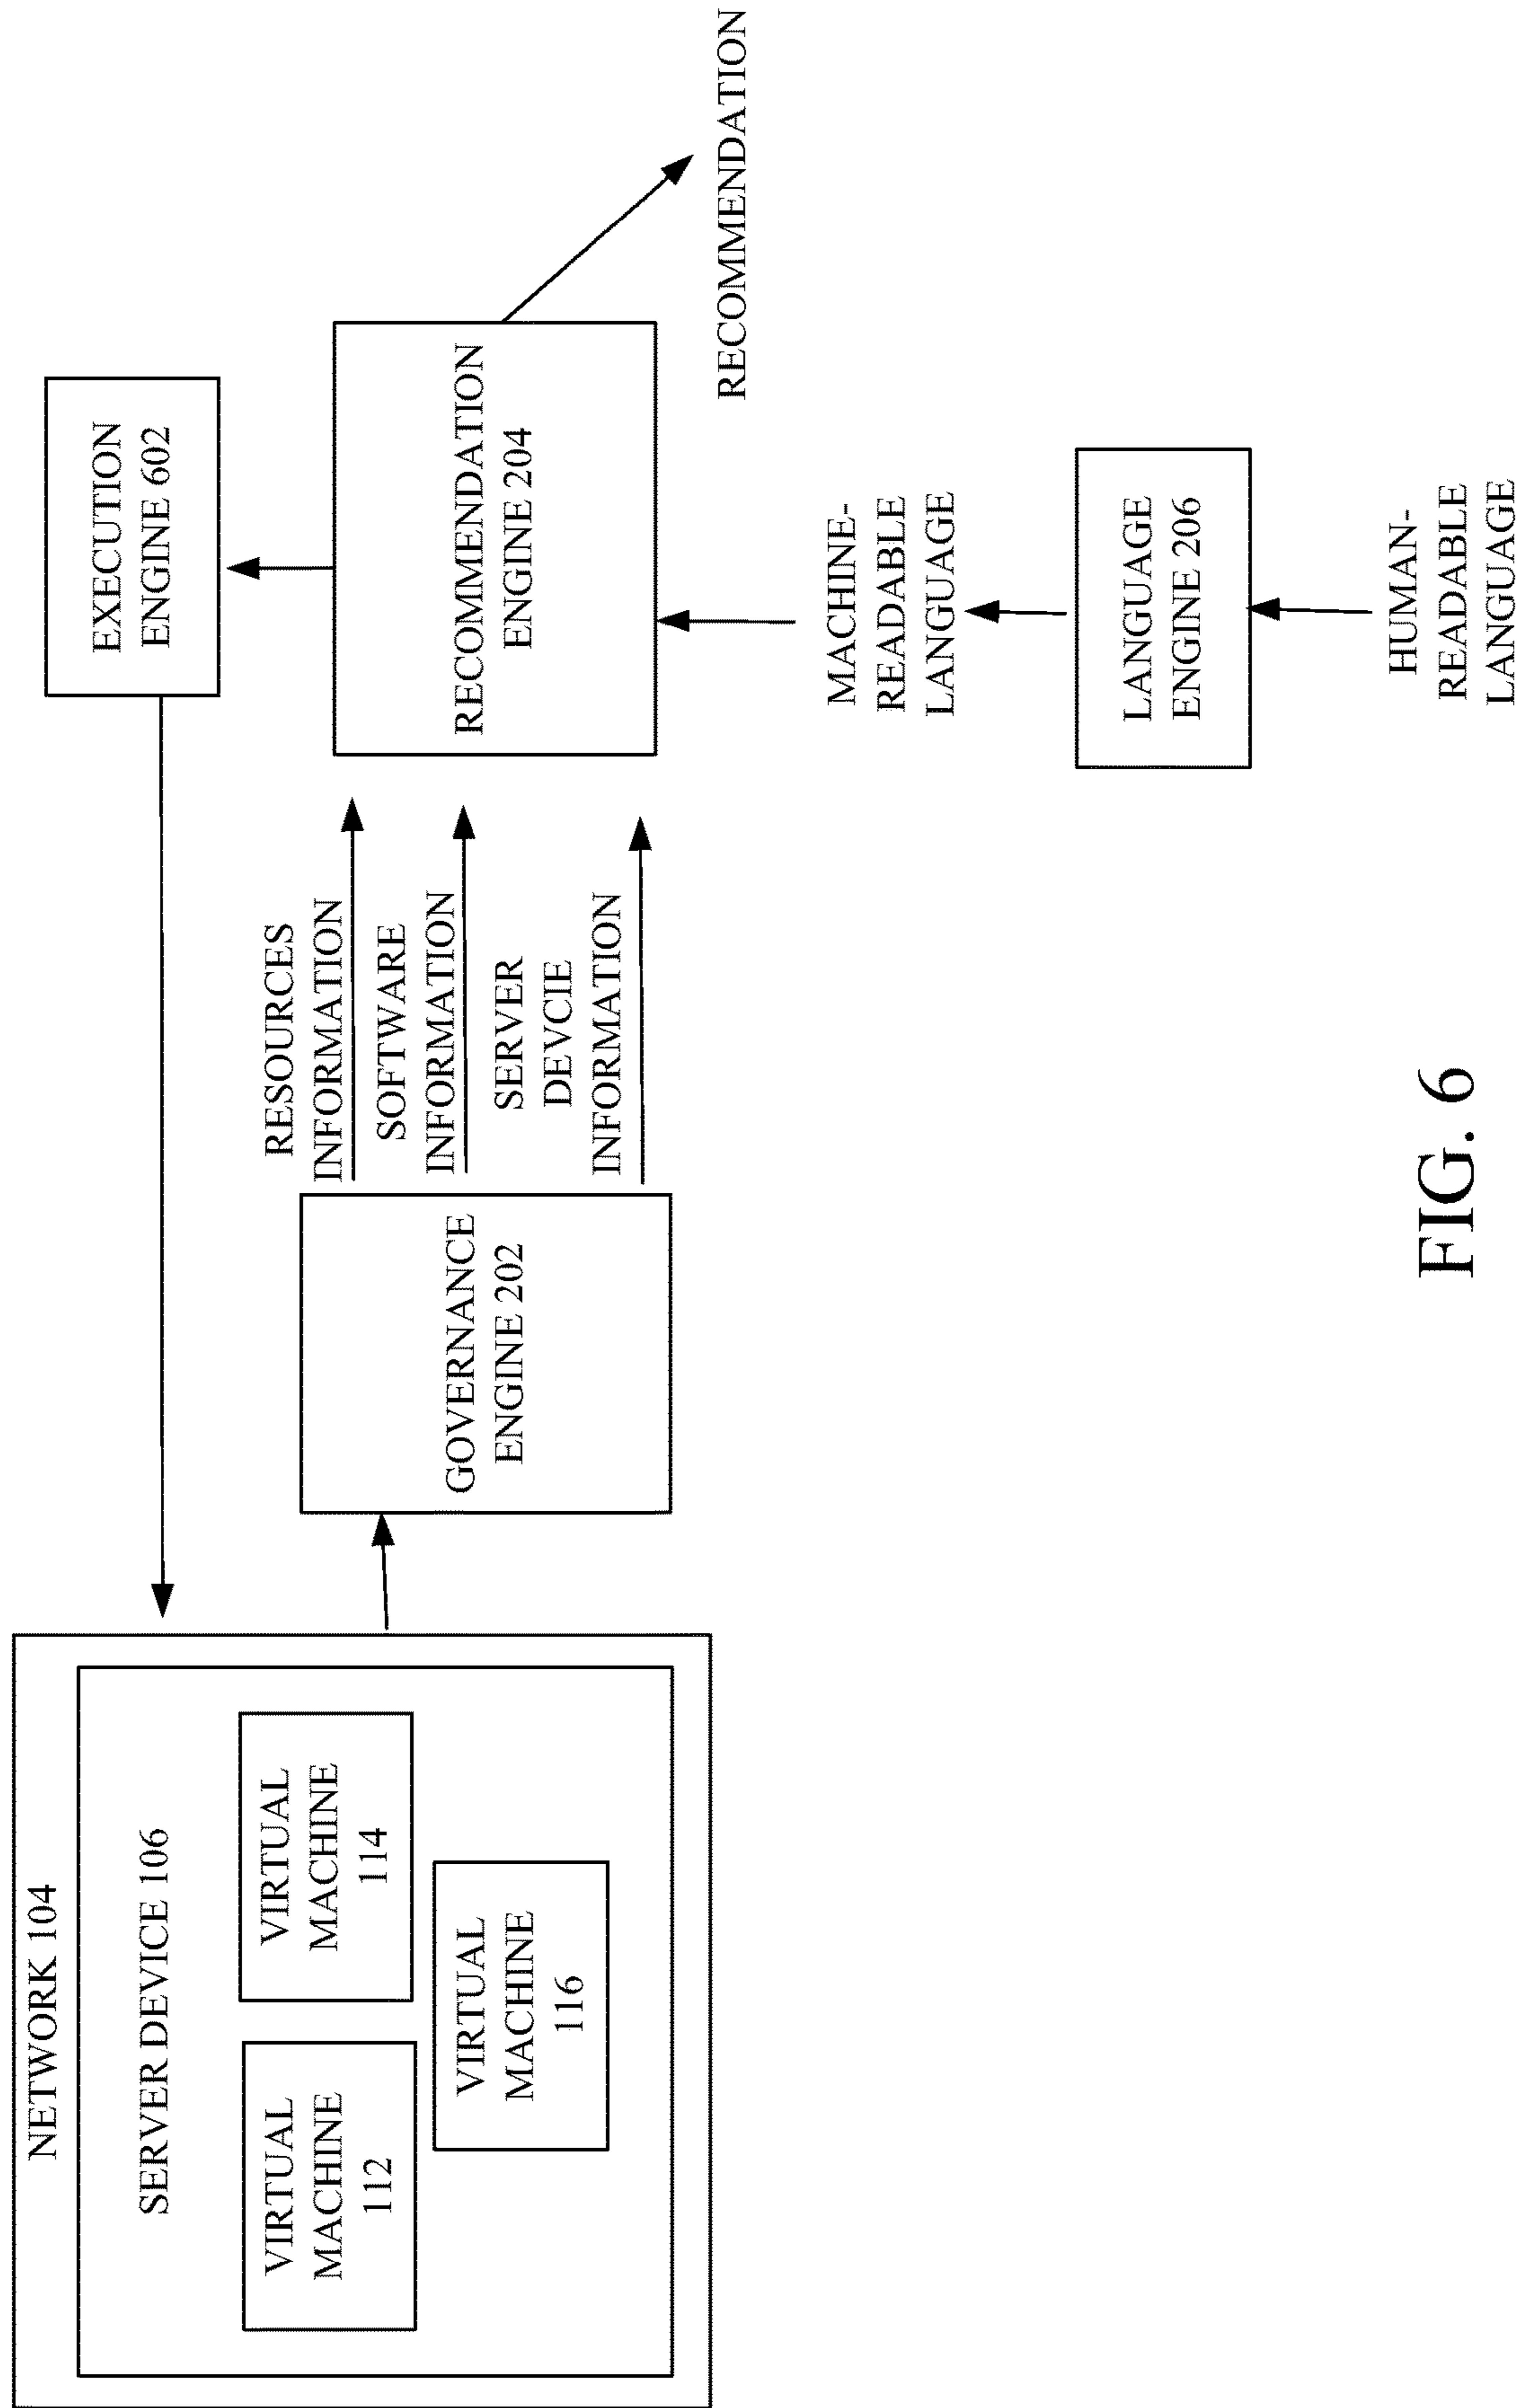 NETWORK 104
SERVER DEVICE 106
VIRTUAL
MACHINE
112
VIRTUAL
MACHINE
114
VIRTUAL
MACHINE
116
GOVERNANCE
ENGINE 202
RESOURCES
INFORMATION
SOFTWARE
INFORMATION
SERVER
DEVCIE
INFORMATION
EXECUTION
ENGINE 602
RECOMMENDATION
ENGINE 204
RECOMMENDATION
MACHINE-
READABLE
LANGUAGE
LANGUAGE
ENGINE 206
HUMAN-
READABLE
LANGUAGE
FIG. 6